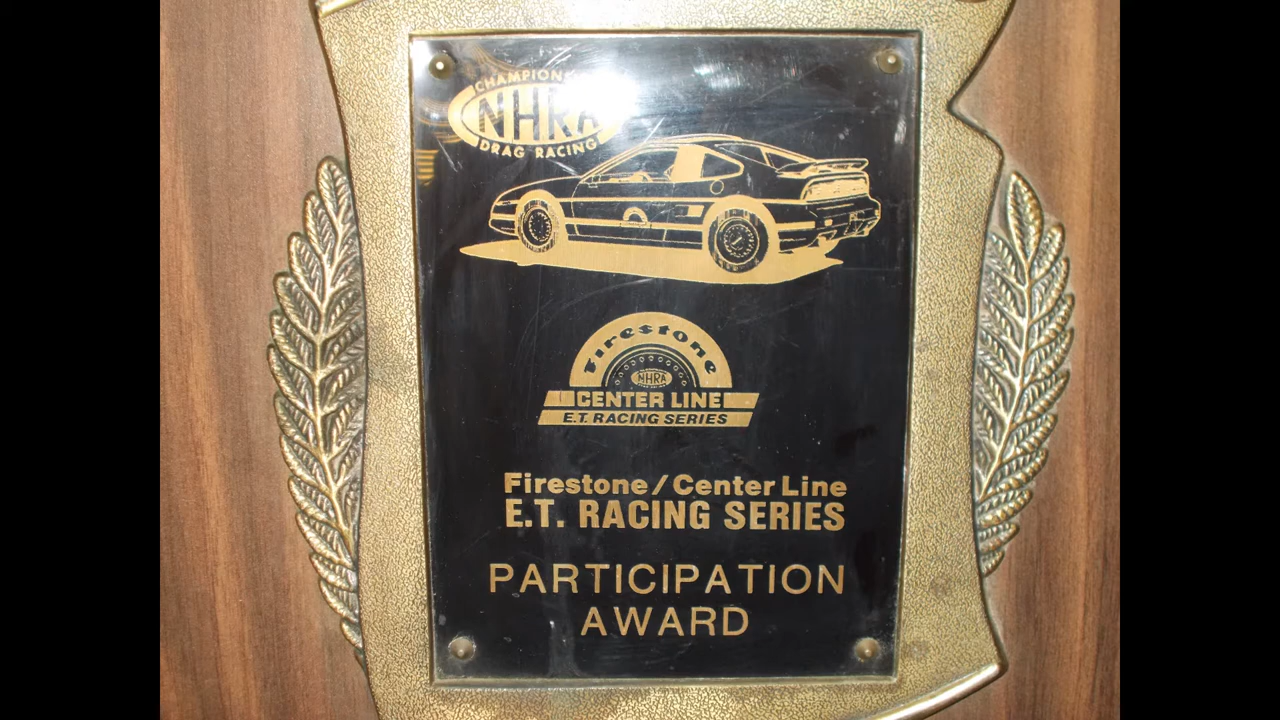 CHAMPION
NHRA
DRAG RACING
Firestone
NHRA
CENTER LINE
E.T. RACING SERIES
Firestone/Center Line
E.T. RACING SERIES
PARTICIPATION
AWARD